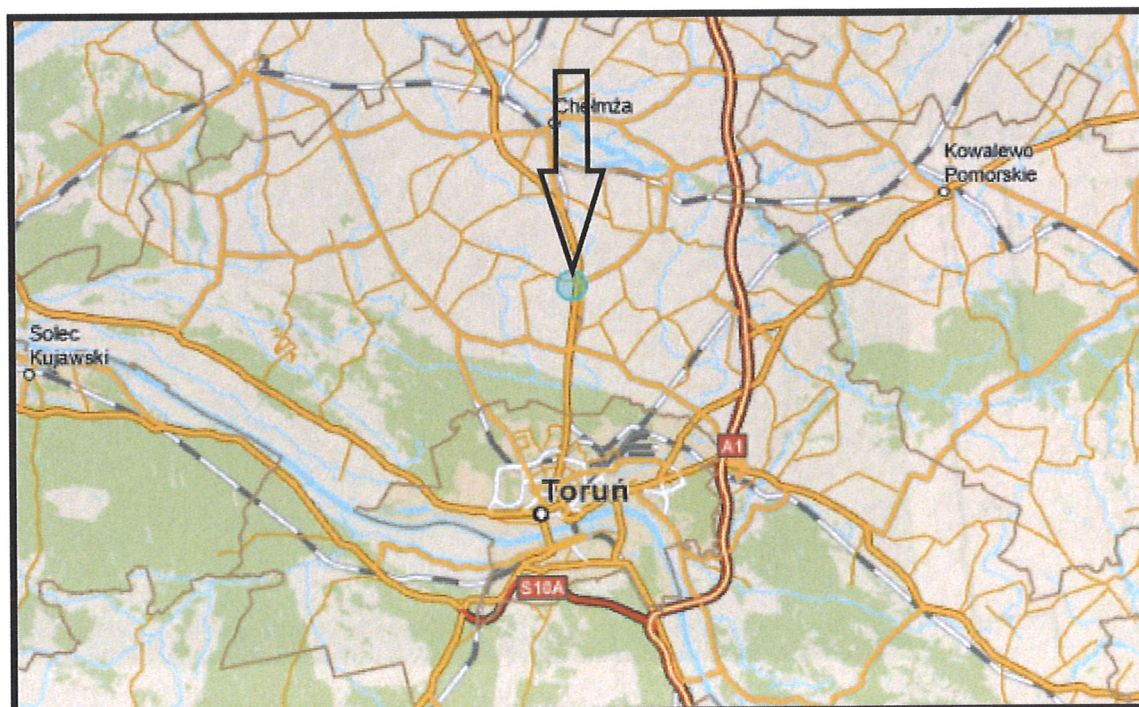 Chełmża
Kowalewo
Pomorskie
Solec
Kujawski
A1
Toruń
S10A